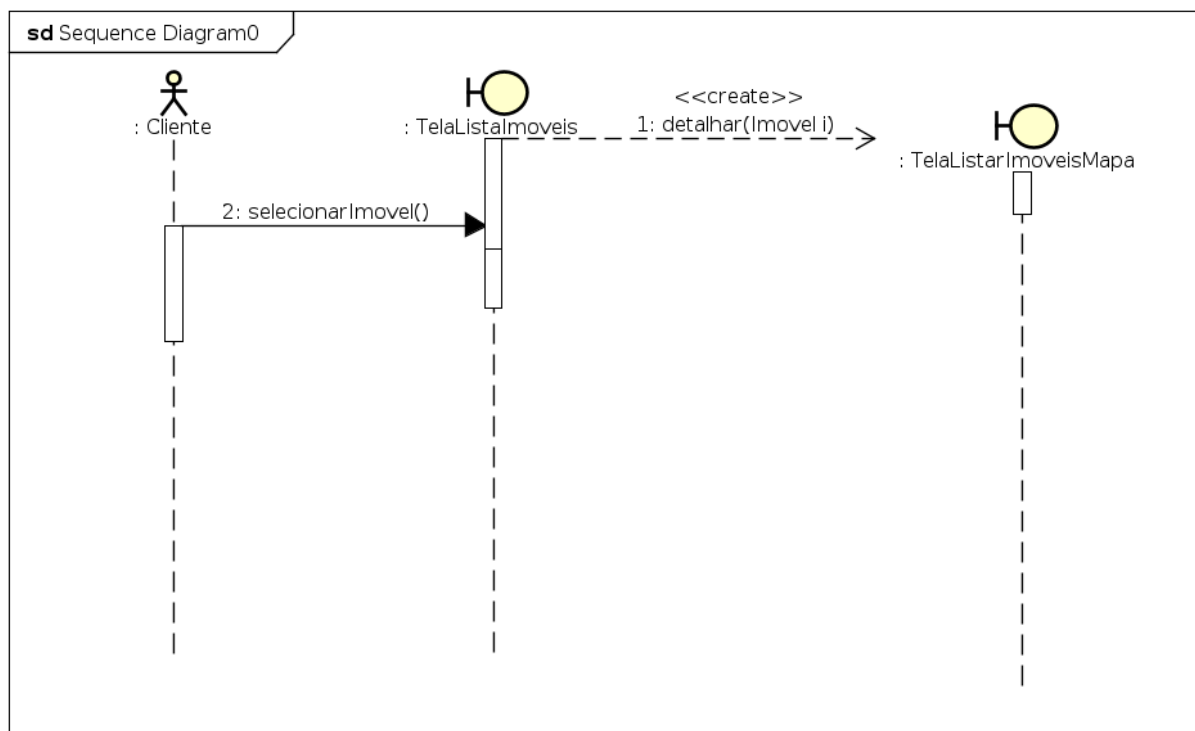 sd Sequence Diagram0
: Cliente
: TelaListaImoveis
<<create>>
1: detalhar(Imovel i)
: TelaListarImoveisMapa
2: selecionarImovel()